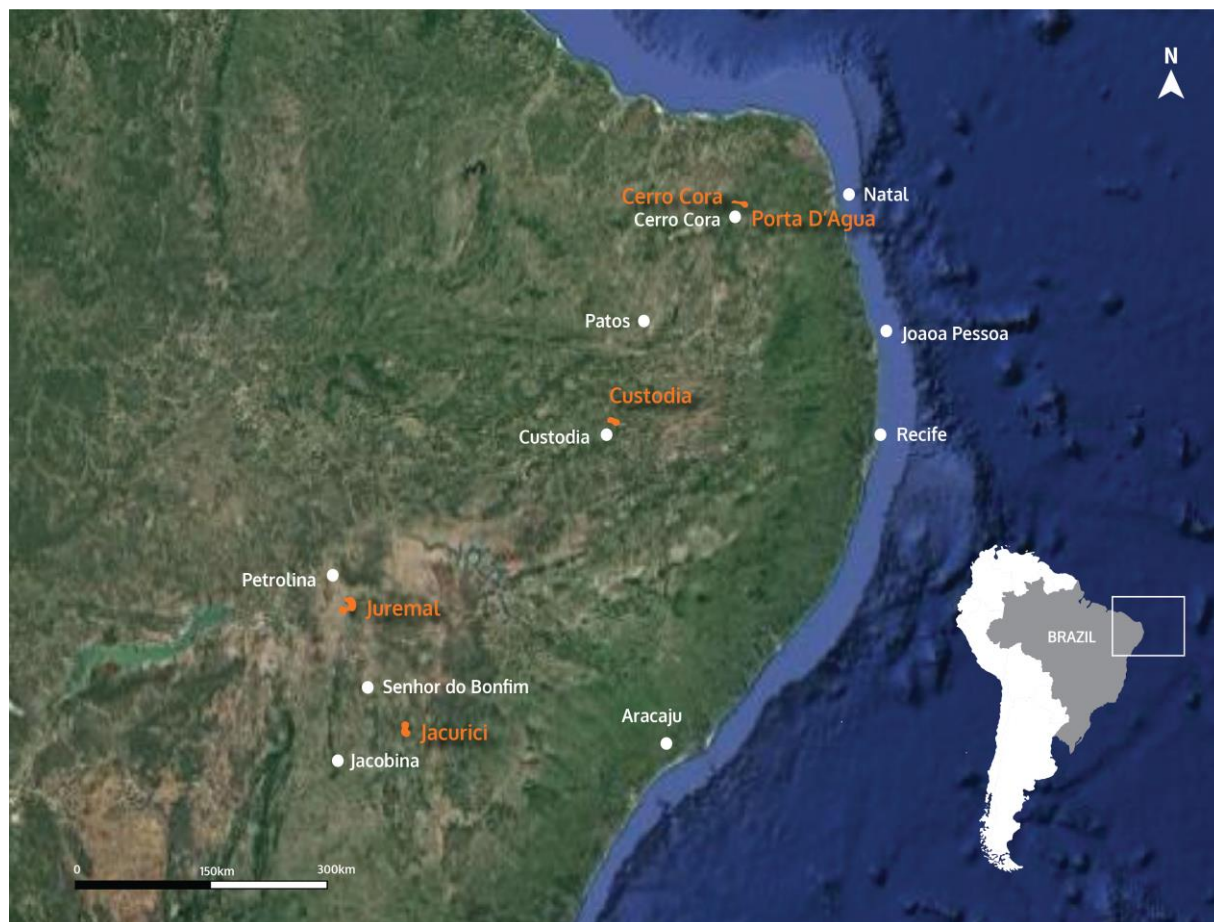 N
Cerro Cora
Natal
Cerro Cora
Porta D'Agua
Patos
Joaoa Pessoa
Custodia
Custodia
Recife
Petrolina
Juremal
BRAZIL
Senhor do Bonfim
Aracaju
Jacurici
Jacobina
0 150km 300km